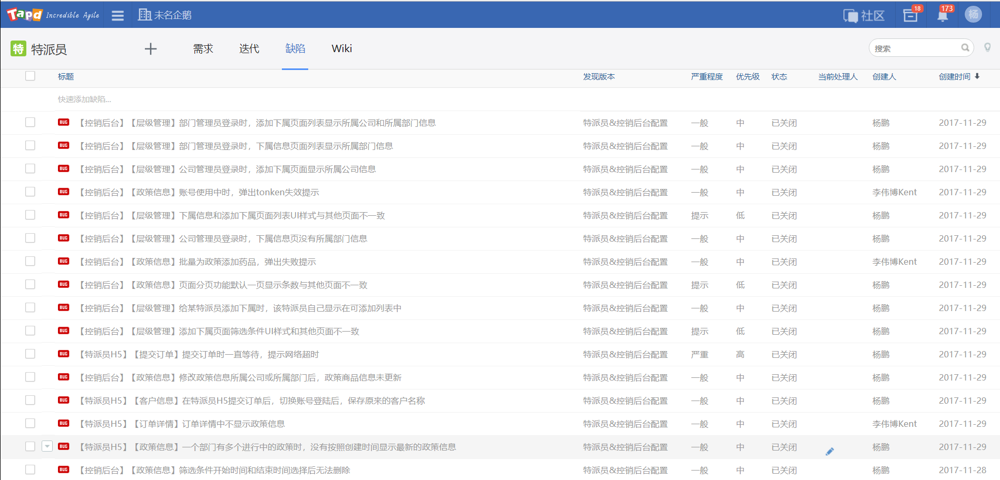 Tapd Incredible Agile 未名企鹅 社区 18 173 杨
特 特派员 需求 迭代 缺陷 Wiki 搜索
标题 发现版本 严重程度 优先级 状态 当前处理人 创建人 创建时间
快速添加缺陷...
BUG 【控销后台】【层级管理】部门管理员登录时，添加下属页面列表显示所属公司和所属部门信息 特派员&控销后台配置 一般 中 已关闭 杨鹏 2017-11-29
BUG 【控销后台】【层级管理】部门管理员登录时，下属信息页面列表显示所属部门信息 特派员&控销后台配置 一般 中 已关闭 杨鹏 2017-11-29
BUG 【控销后台】【层级管理】公司管理员登录时，添加下属页面显示所属公司信息 特派员&控销后台配置 一般 中 已关闭 杨鹏 2017-11-29
BUG 【控销后台】【政策信息】账号使用中时，弹出tonken失效提示 特派员&控销后台配置 一般 中 已关闭 李伟博Kent 2017-11-29
BUG 【控销后台】【层级管理】下属信息和添加下属页面列表UI样式与其他页面不一致 特派员&控销后台配置 提示 低 已关闭 杨鹏 2017-11-29
BUG 【控销后台】【层级管理】公司管理员登录时，下属信息页没有所属部门信息 特派员&控销后台配置 一般 中 已关闭 杨鹏 2017-11-29
BUG 【控销后台】【政策信息】批量为政策添加药品，弹出失败提示 特派员&控销后台配置 一般 中 已关闭 李伟博Kent 2017-11-29
BUG 【控销后台】【政策信息】页面分页功能默认一页显示条数与其他页面不一致 特派员&控销后台配置 提示 低 已关闭 杨鹏 2017-11-29
BUG 【控销后台】【层级管理】给某特派员添加下属时，该特派员自己显示在可添加列表中 特派员&控销后台配置 一般 中 已关闭 杨鹏 2017-11-29
BUG 【控销后台】【层级管理】添加下属页面筛选条件UI样式和其他页面不一致 特派员&控销后台配置 提示 低 已关闭 杨鹏 2017-11-29
BUG 【特派员H5】【提交订单】提交订单时一直等待，提示网络超时 特派员&控销后台配置 严重 高 已关闭 杨鹏 2017-11-29
BUG 【控销后台】【政策信息】修改政策信息所属公司或所属部门后，政策商品信息未更新 特派员&控销后台配置 一般 中 已关闭 杨鹏 2017-11-29
BUG 【特派员H5】【客户信息】在特派员H5提交订单后，切换账号登陆后，保存原来的客户名称 特派员&控销后台配置 一般 中 已关闭 杨鹏 2017-11-29
BUG 【特派员H5】【订单详情】订单详情中不显示政策信息 特派员&控销后台配置 一般 中 已关闭 李伟博Kent 2017-11-29
BUG 【特派员H5】【政策信息】一个部门有多个进行中的政策时，没有按照创建时间显示最新的政策信息 特派员&控销后台配置 一般 中 已关闭 杨鹏 2017-11-29
BUG 【控销后台】【政策信息】筛选条件开始时间和结束时间选择后无法删除 特派员&控销后台配置 一般 中 已关闭 杨鹏 2017-11-28